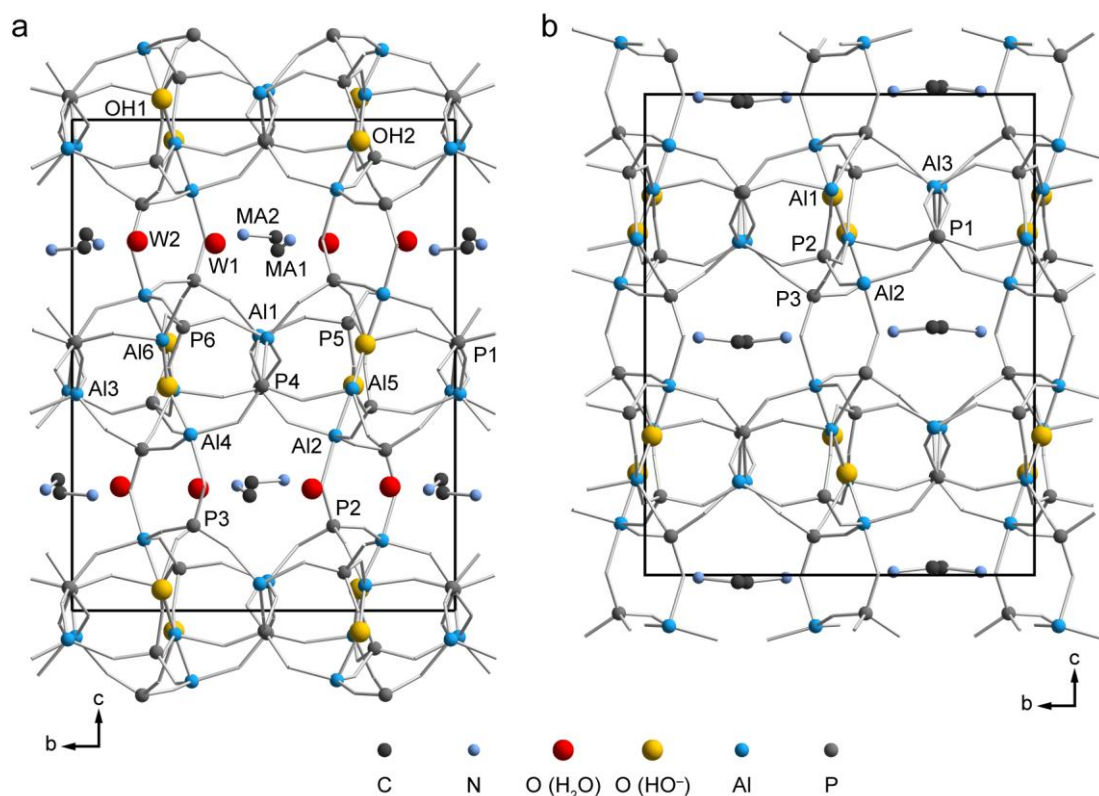 a
OH1
OH2
MA2
W2
W1
MA1
Al1
P6
P5
P1
Al6
Al3
P4
Al5
Al4
Al2
P3
P2
c
b
b
Al3
Al1
P1
P2
P3
Al2
c
b
C
N
O (H₂O)
O (HO⁻)
Al
P